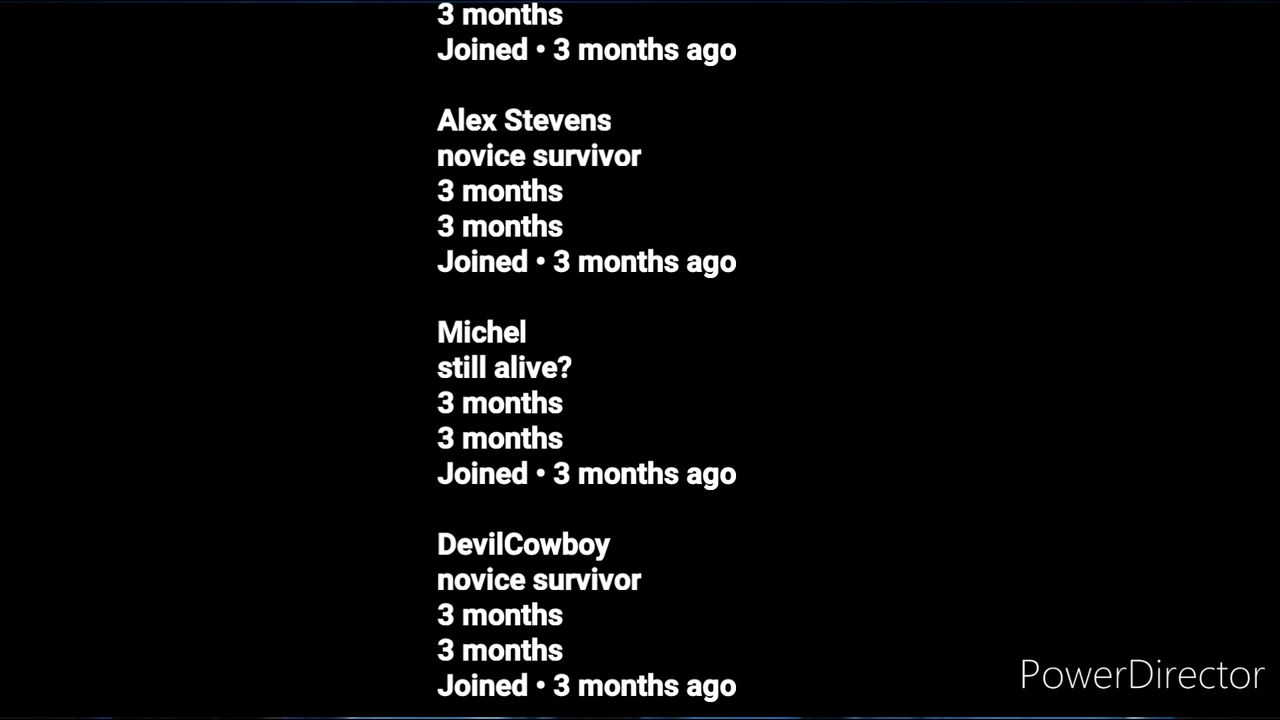 3 months
Joined • 3 months ago
Alex Stevens
novice survivor
3 months
3 months
Joined • 3 months ago
Michel
still alive?
3 months
3 months
Joined • 3 months ago
DevilCowboy
novice survivor
3 months
3 months
Joined • 3 months ago
PowerDirector